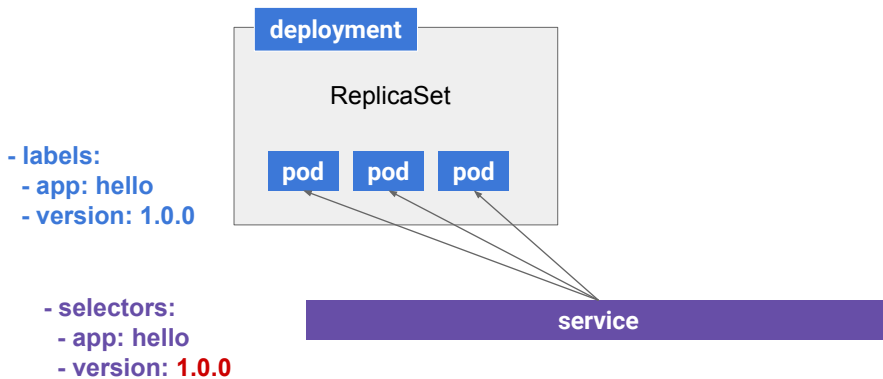 deployment
ReplicaSet
pod pod pod
- labels:
- app: hello
- version: 1.0.0
- selectors:
- app: hello
- version: 1.0.0
service